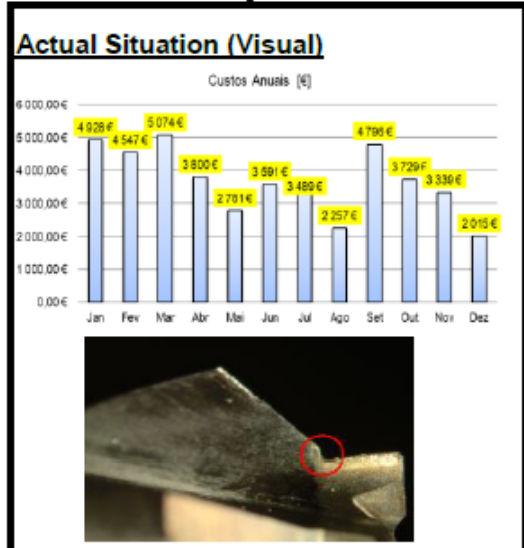 Actual Situation (Visual)
Custos Anuais [€]
6 000,00 €
5 000,00 €
4 000,00 €
3 000,00 €
2 000,00 €
1 000,00 €
0,00 €
4 928 € 4 547 € 5 074 € 3 800 € 2 781 € 3 591 € 3 489 € 2 257 € 4 796 € 3 729 € 3 339 € 2 015 €
Jan Fev Mar Abr Mai Jun Jul Ago Set Out Nov Dez